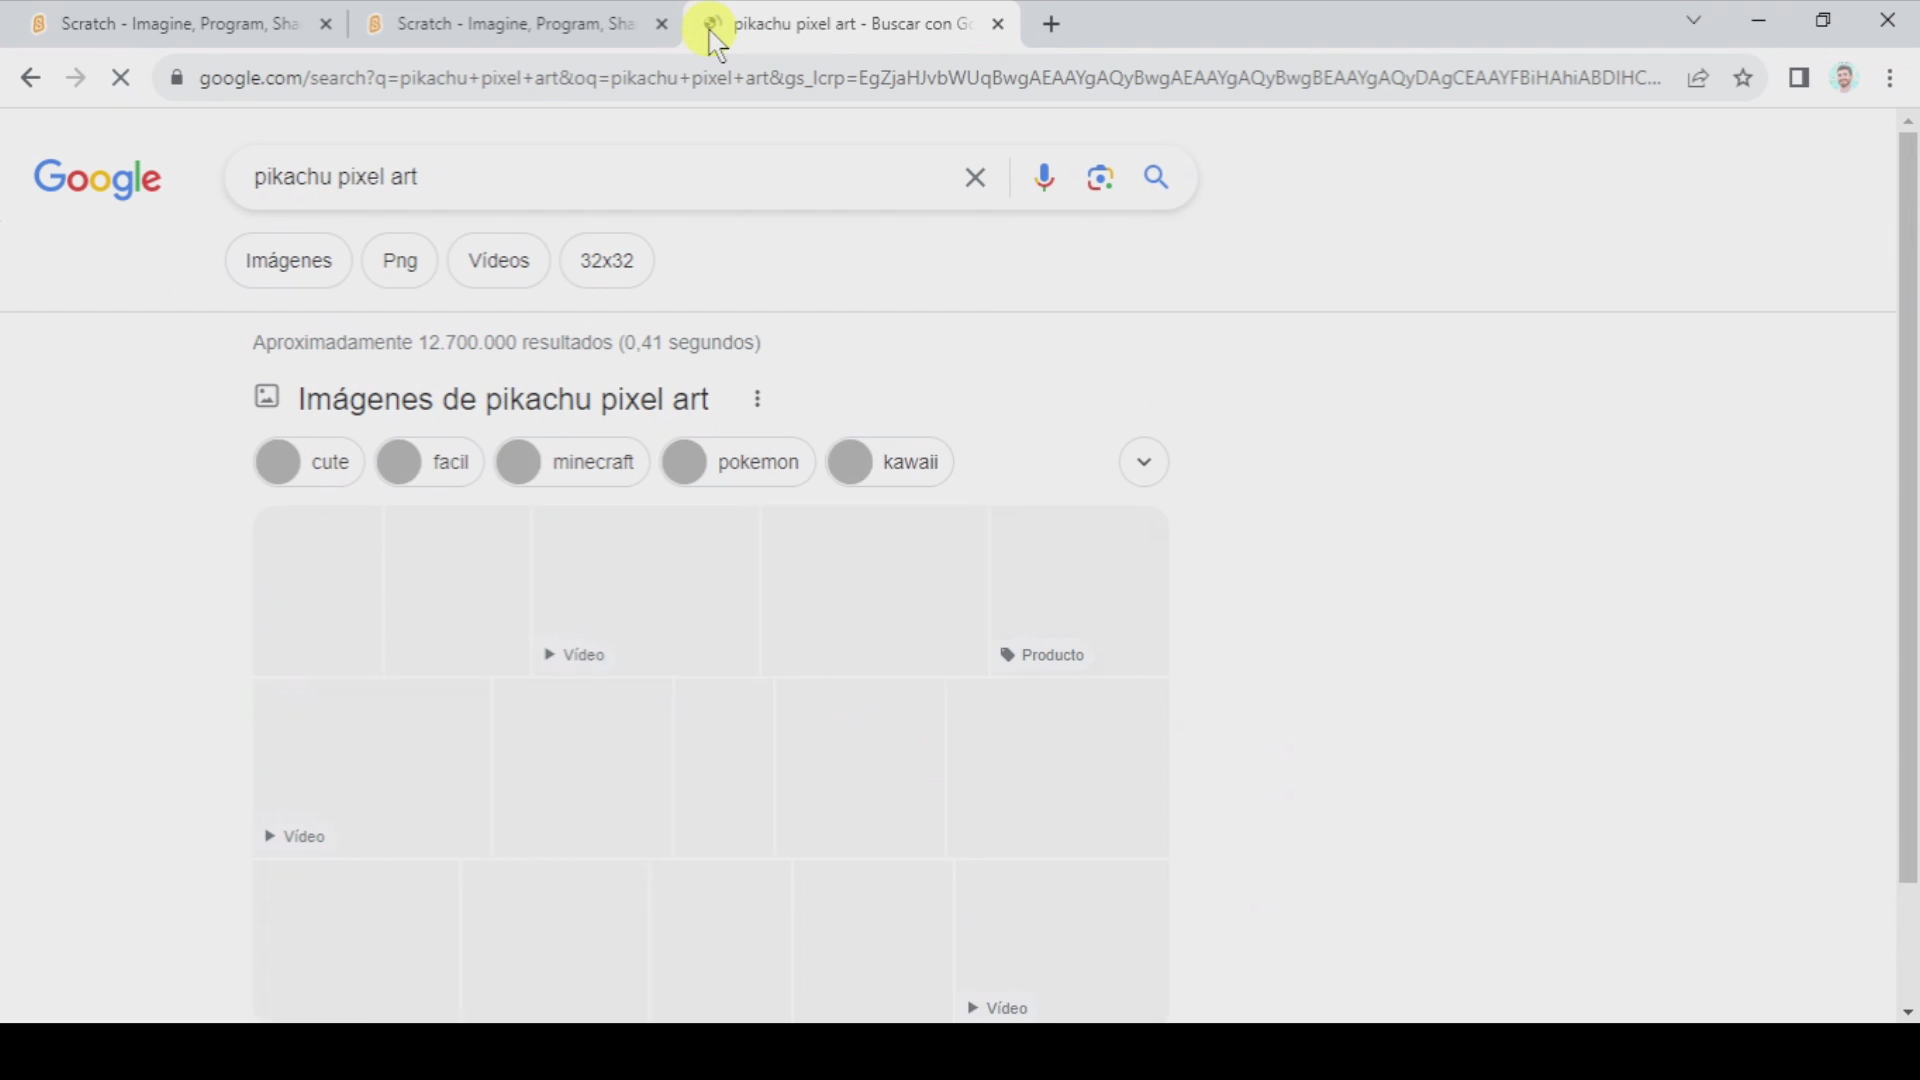 Scratch - Imagine, Program, Sha
Scratch - Imagine, Program, Sha
pikachu pixel art - Buscar con Go
google.com/search?q=pikachu+pixel+art&oq=pikachu+pixel+art&gs_lcrp=EgZjaHJvbWUqBwgAEAAYgAQyBwgAEAAYgAQyBwgBEAAYgAQyDAgCEAAYFBiHAhiABDIHC...
Google
pikachu pixel art
Imágenes
Png
Vídeos
32x32
Aproximadamente 12.700.000 resultados (0,41 segundos)
Imágenes de pikachu pixel art
cute
facil
minecraft
pokemon
kawaii
Vídeo
Producto
Vídeo
Vídeo